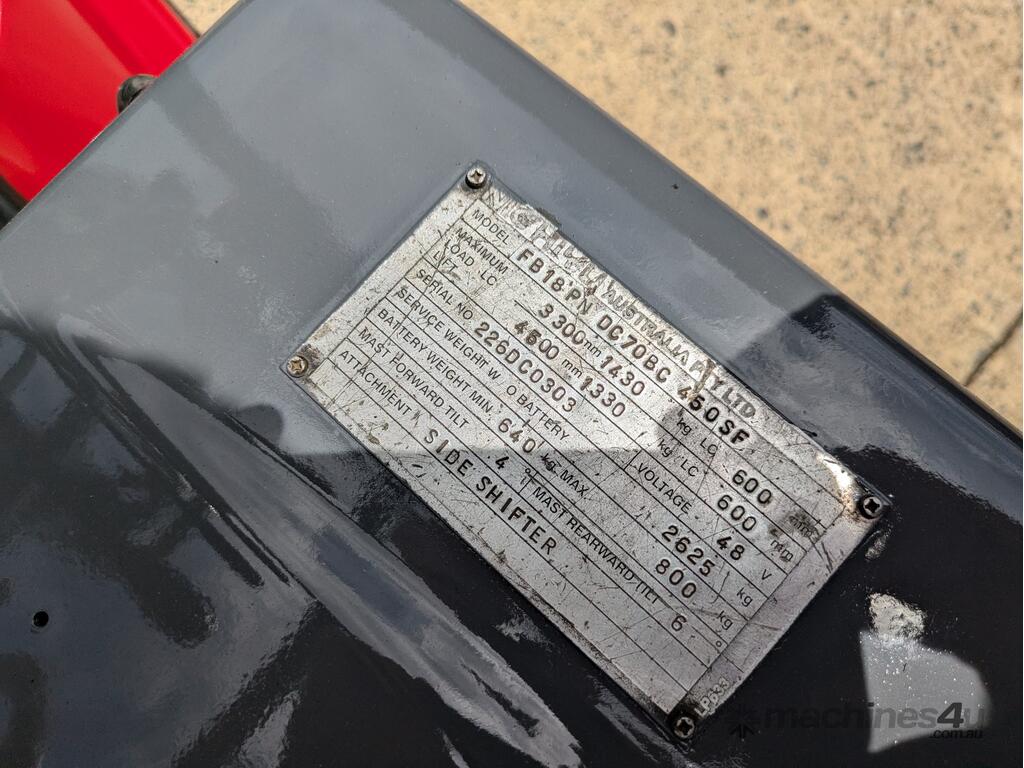 NICHIYU AUSTRALIA PTY LTD
MODEL FB18PN DC70BC 450SF
MAXIMUM LOAD LC 3300 mm 1430 kg LC 600 mm
4500 mm 1330 kg LC 600 mm
SERIAL NO. 226DC0303 VOLTAGE 48 V
SERVICE WEIGHT W/O BATTERY 2625 kg
BATTERY WEIGHT MIN. 640 kg MAX. 800 kg
MAST FORWARD TILT 4 ° MAST REARWARD TILT 6 °
ATTACHMENT SIDE SHIFTER
machines4u
.com.au